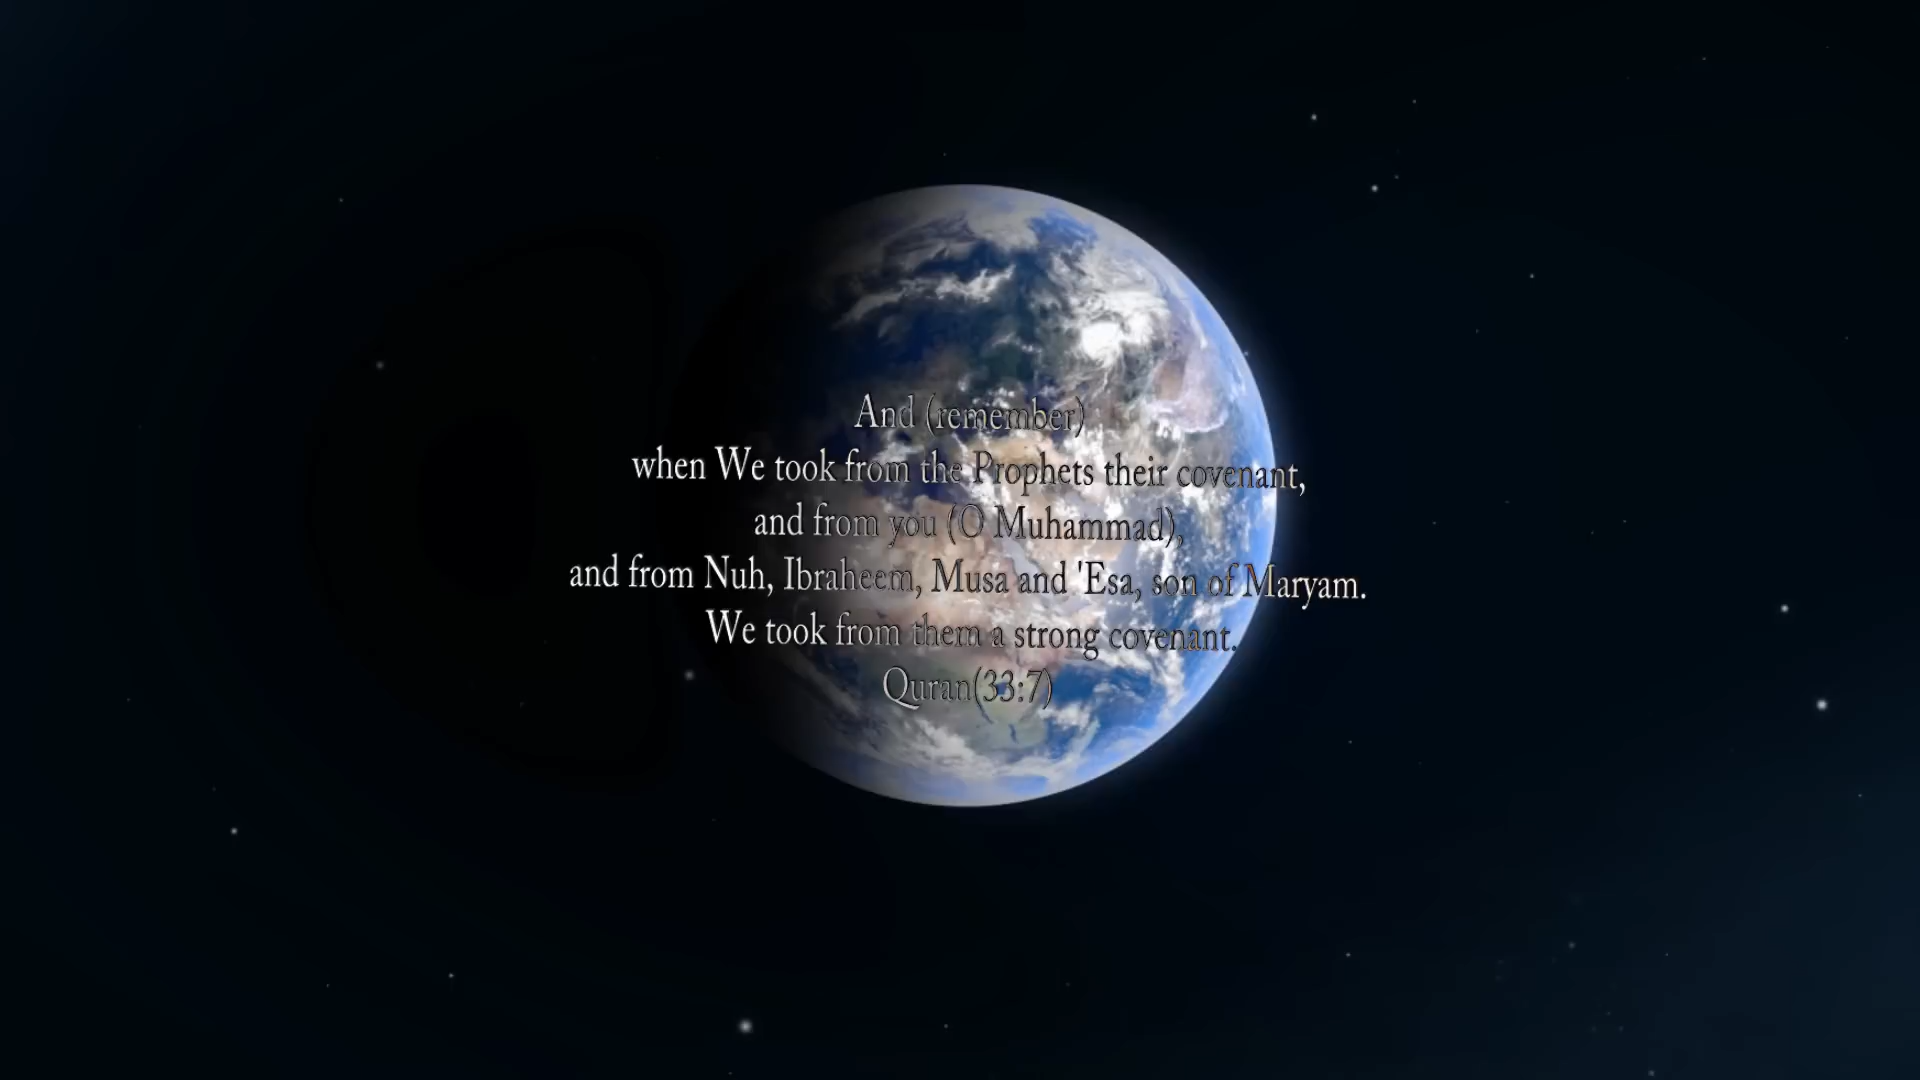 And (remember)
when We took from the Prophets their covenant,
and from you (O Muhammad),
and from Nuh, Ibraheem, Musa and 'Esa, son of Maryam.
We took from them a strong covenant.
Quran(33:7)